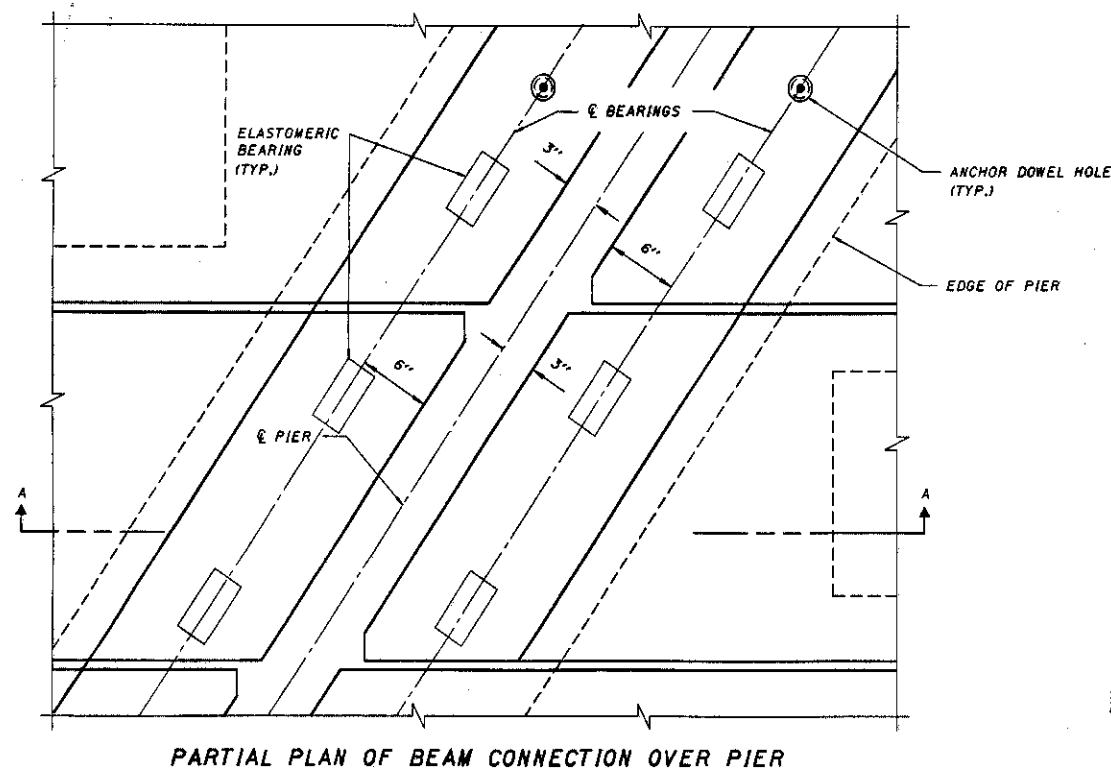 ℄ BEARINGS
ELASTOMERIC
BEARING
(TYP.)
3"
ANCHOR DOWEL HOLE
(TYP.)
6"
EDGE OF PIER
6"
3"
℄ PIER
A
A
PARTIAL PLAN OF BEAM CONNECTION OVER PIER